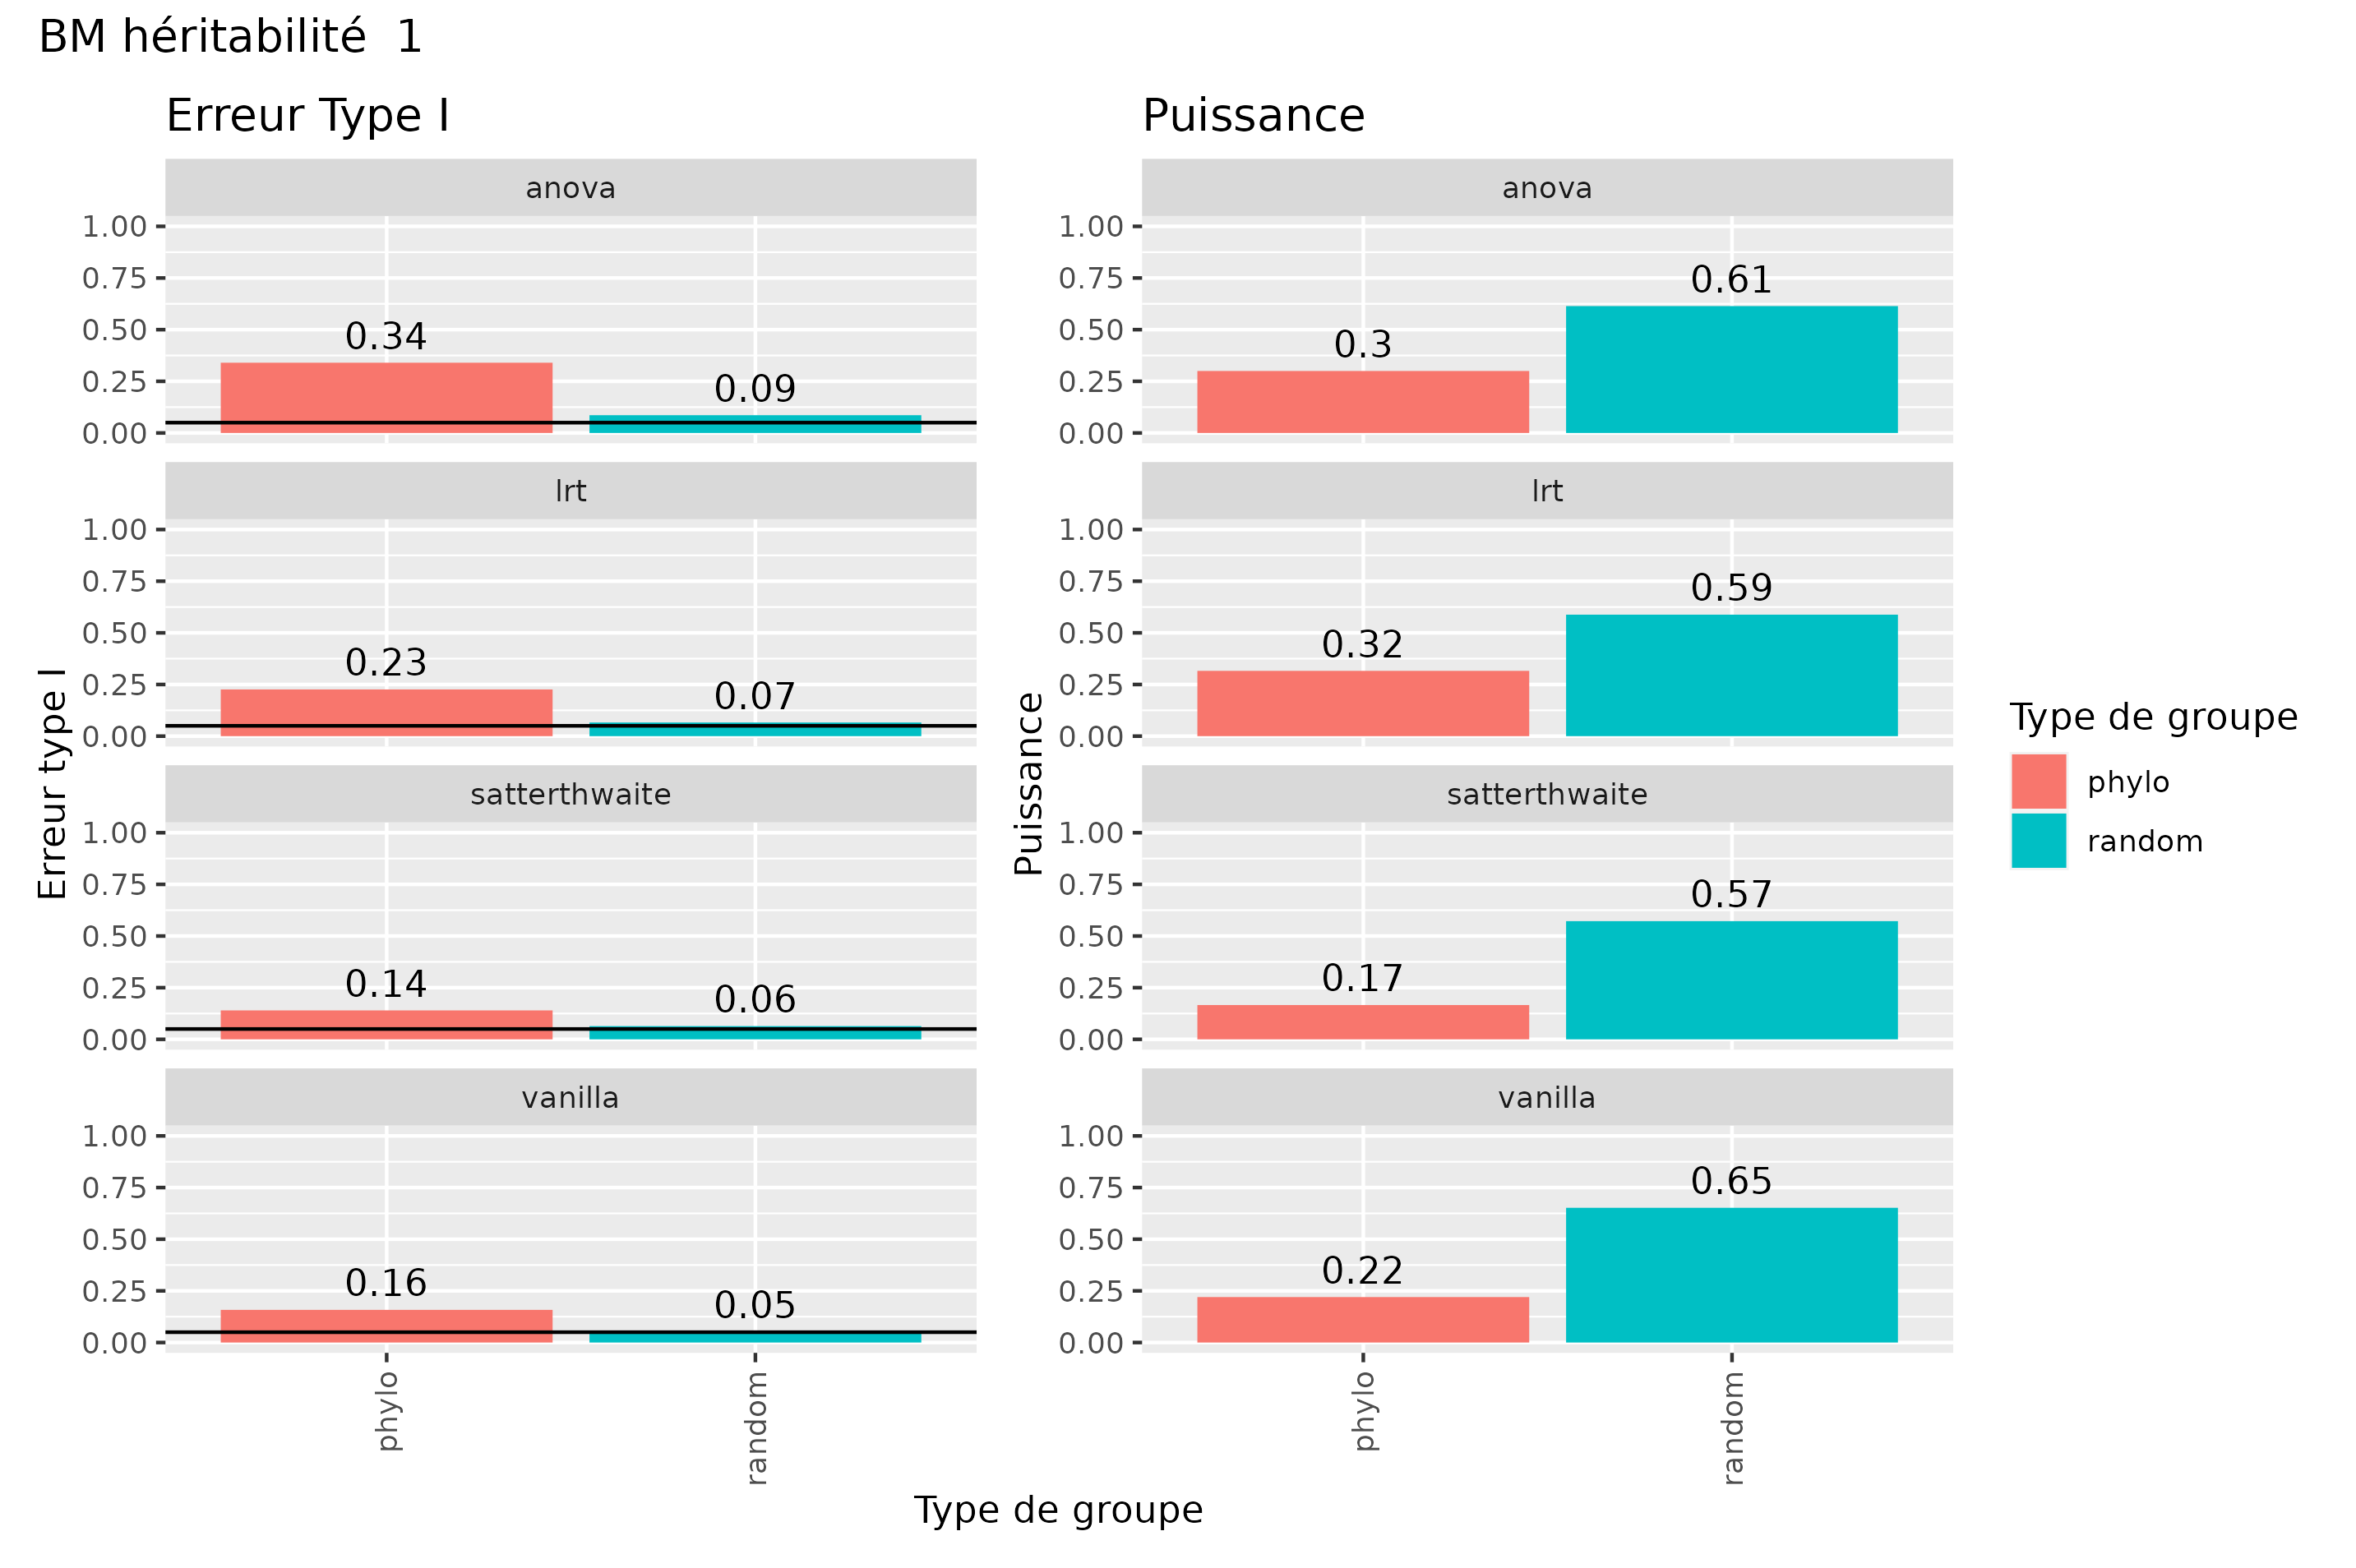 BM héritabilité  1
Erreur Type I
Erreur type I
anova
1.00
0.75
0.50
0.25
0.00
0.34
0.09
lrt
1.00
0.75
0.50
0.25
0.00
0.23
0.07
satterthwaite
1.00
0.75
0.50
0.25
0.00
0.14
0.06
vanilla
1.00
0.75
0.50
0.25
0.00
0.16
0.05
phylo
random
Puissance
Puissance
anova
1.00
0.75
0.50
0.25
0.00
0.3
0.61
lrt
1.00
0.75
0.50
0.25
0.00
0.32
0.59
satterthwaite
1.00
0.75
0.50
0.25
0.00
0.17
0.57
vanilla
1.00
0.75
0.50
0.25
0.00
0.22
0.65
phylo
random
Type de groupe
Type de groupe
phylo
random